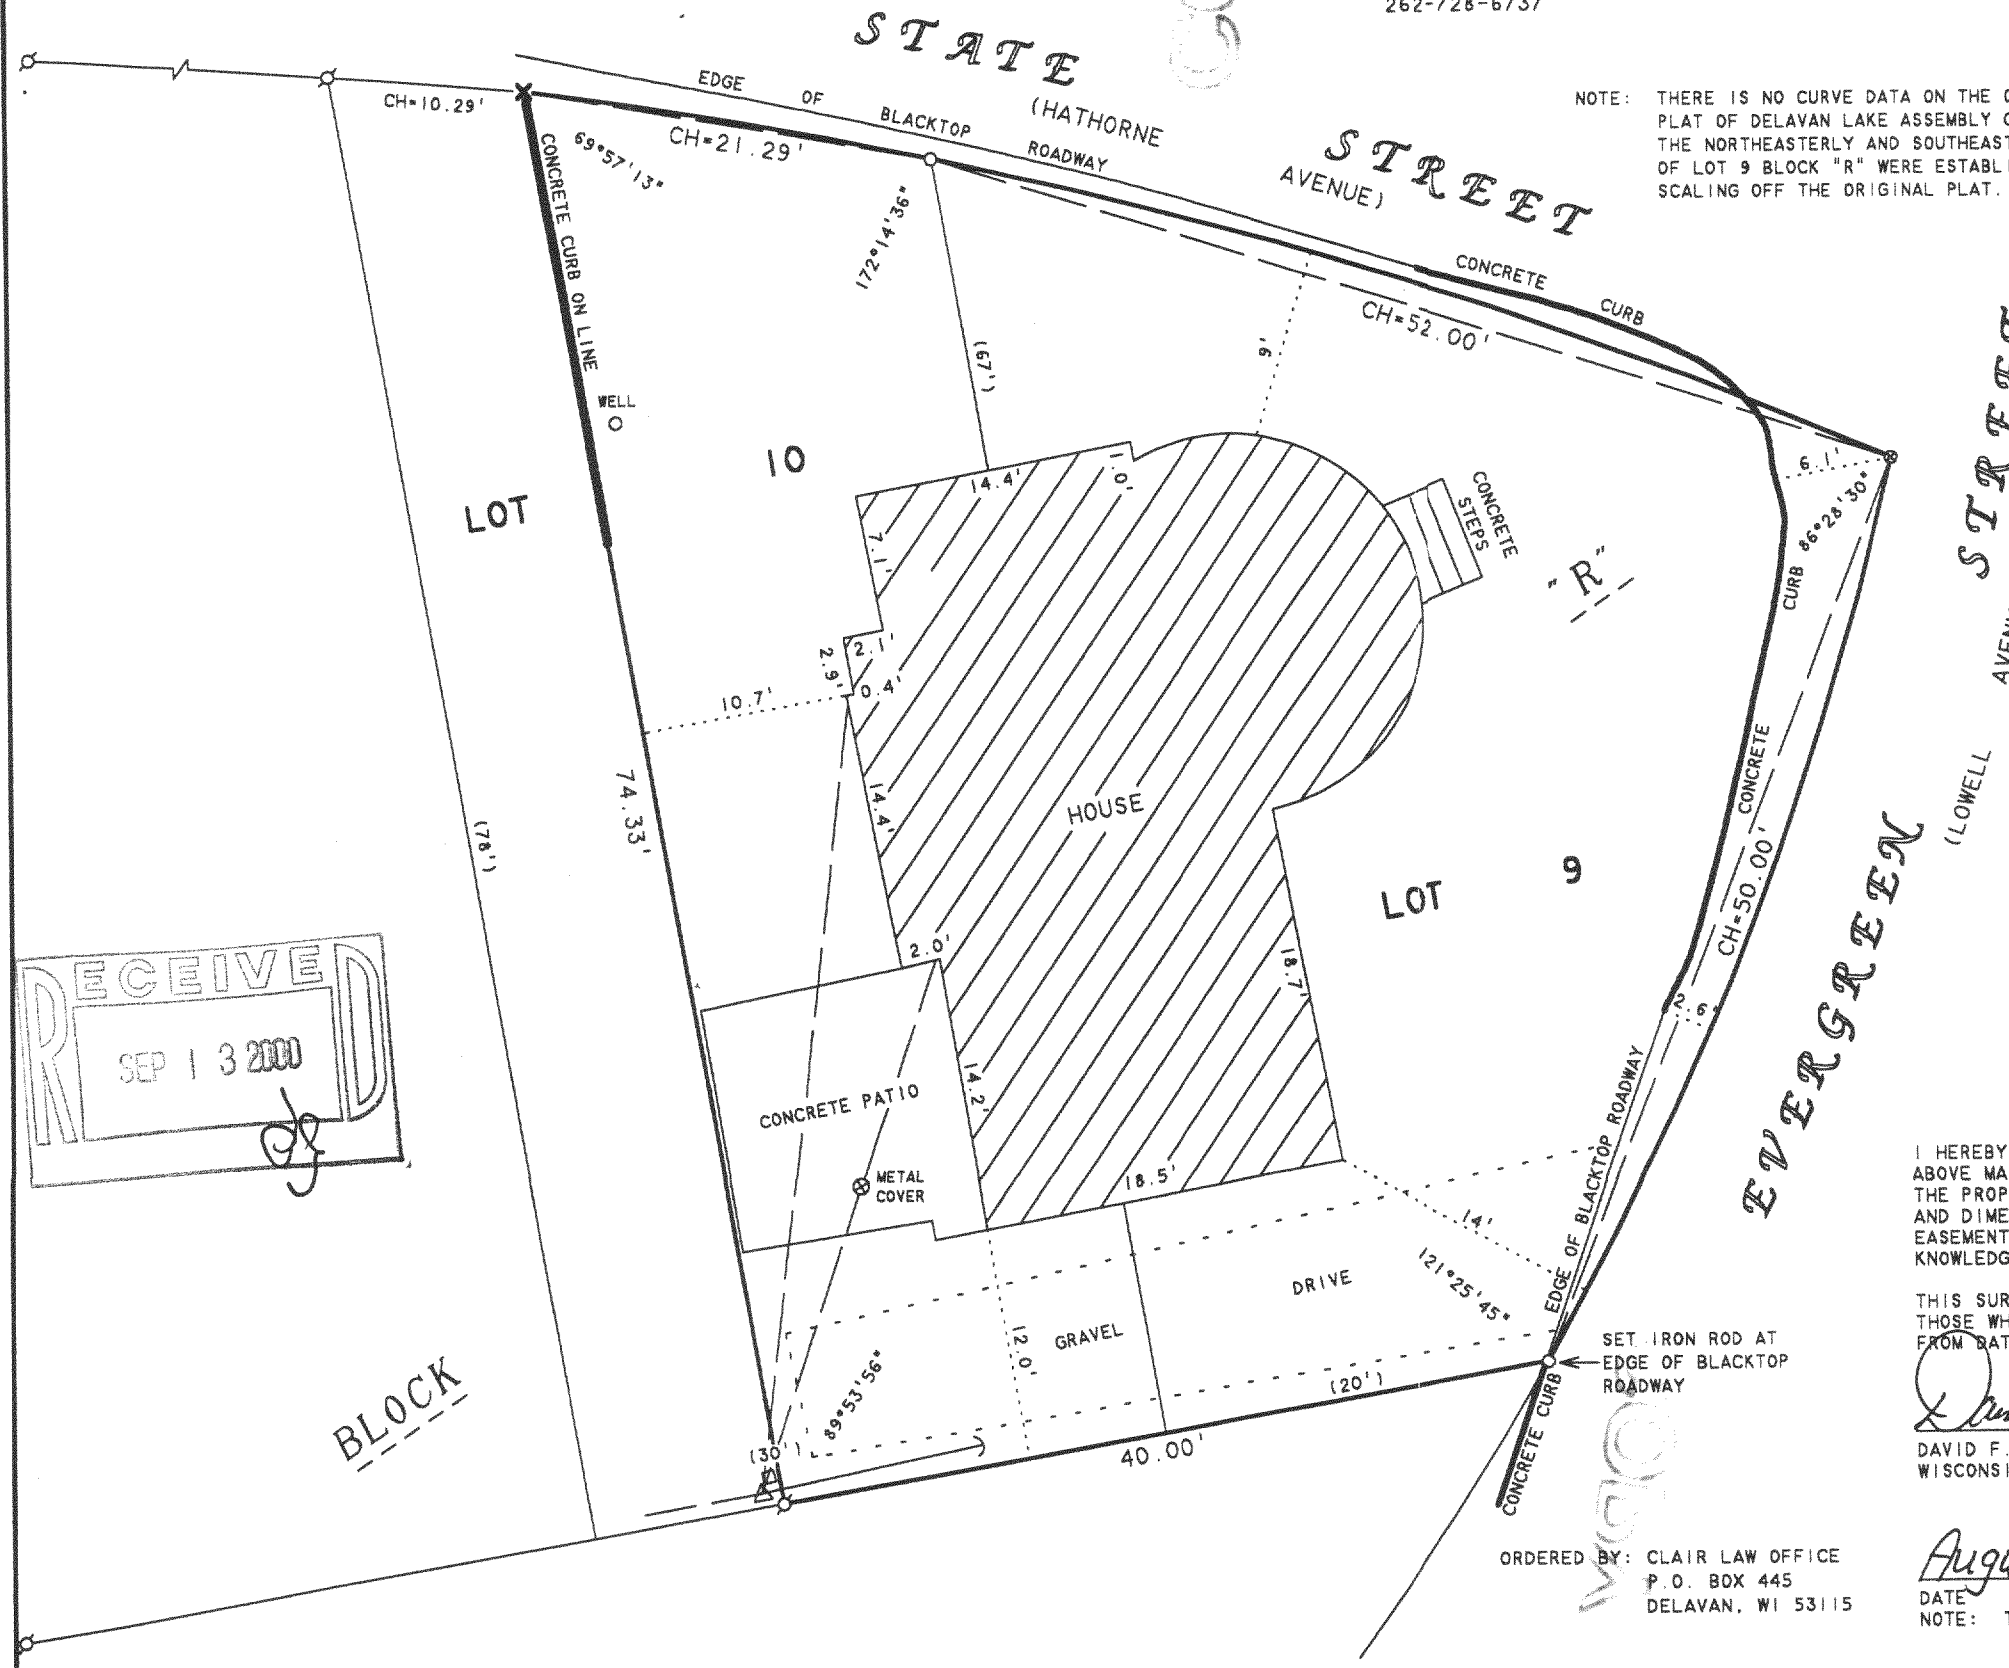 262-728-6737
STATE
STREET
(HATHORNE
AVENUE)
NOTE: THERE IS NO CURVE DATA ON THE
PLAT OF DELAVAN LAKE ASSEMBLY
THE NORTHEASTERLY AND SOUTHEAST
OF LOT 9 BLOCK "R" WERE ESTABLI
SCALING OFF THE ORIGINAL PLAT.
EDGE OF BLACKTOP ROADWAY
CH=10.29'
CH=21.29'
69°57'13"
CONCRETE CURB ON LINE
172°14'36"
CONCRETE CURB
CH=52.00'
(67')
9'
WELL
10
LOT
14.4'
1.0'
CONCRETE
STEPS
6.1'
86°28'30"
7.1'
"R"
CURB
2.1'
2.9'
0.4'
10.7'
STREET
AVENU
(LOWELL
EVERGREEN
74.33'
(78')
14.4'
HOUSE
CONCRETE
CH=50.00'
LOT
9
2.0'
18.7'
2.6'
RECEIVED
SEP 13 2000
CONCRETE PATIO
14.2'
METAL
COVER
18.5'
EDGE OF BLACKTOP ROADWAY
14'
121°25'45"
DRIVE
GRAVEL
12.0'
89°53'56"
(20')
(30')
40.00'
BLOCK
SET IRON ROD AT
EDGE OF BLACKTOP
ROADWAY
CONCRETE CURB
I HEREBY
ABOVE MA
THE PROP
AND DIME
EASEMENT
KNOWLEDG
THIS SUR
THOSE WH
FROM DAT
DAVID F.
WISCONSI
ORDERED BY: CLAIR LAW OFFICE
P.O. BOX 445
DELAVAN, WI 53115
Augu
DATE
NOTE: T